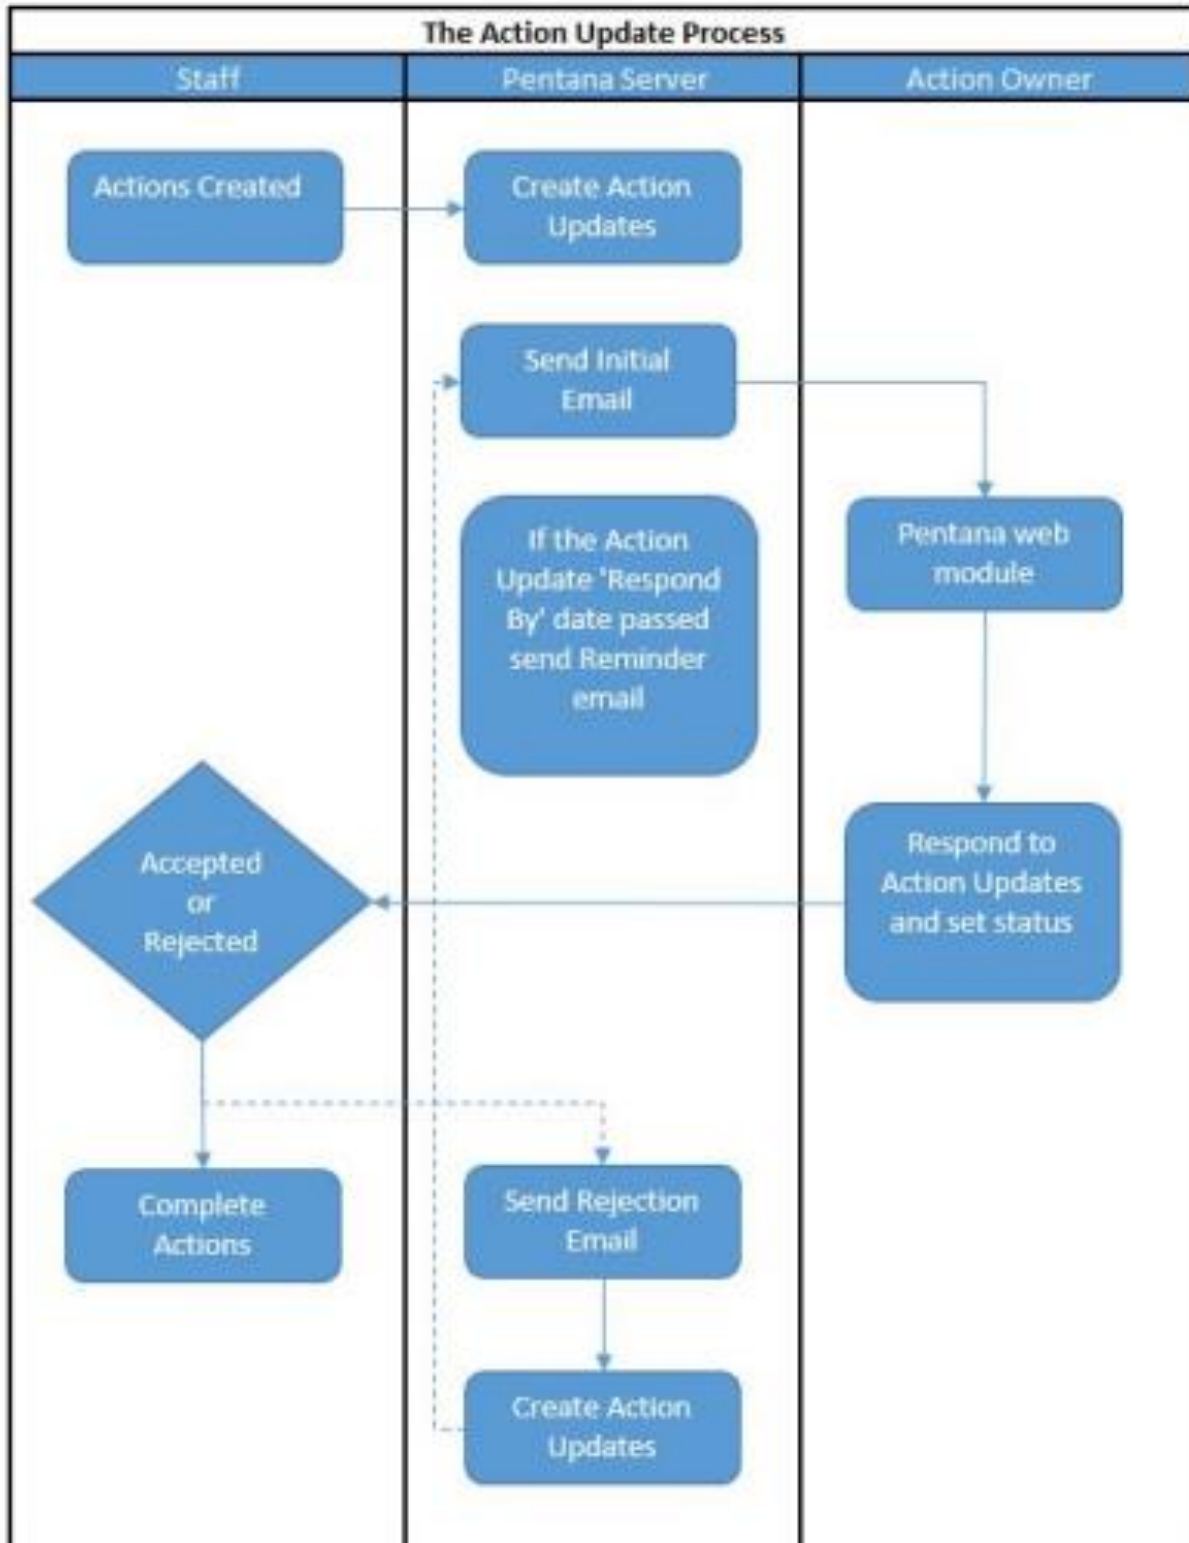 The Action Update Process
Staff
Pentana Server
Action Owner
Actions Created
Create Action
Updates
Send Initial
Email
If the Action
Update 'Respond
By' date passed
send Reminder
email
Pentana web
module
Accepted
or
Rejected
Respond to
Action Updates
and set status
Complete
Actions
Send Rejection
Email
Create Action
Updates